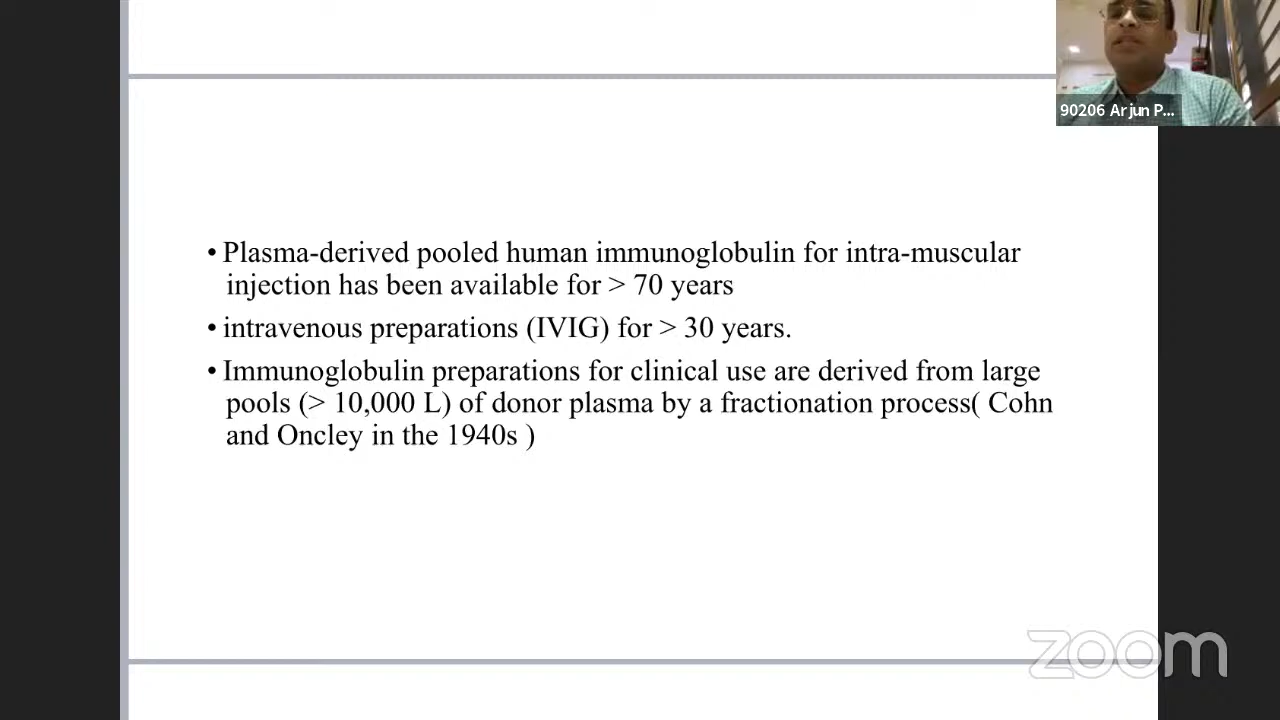 90206 Arjun P...
• Plasma-derived pooled human immunoglobulin for intra-muscular
injection has been available for > 70 years
• intravenous preparations (IVIG) for > 30 years.
• Immunoglobulin preparations for clinical use are derived from large
pools (> 10,000 L) of donor plasma by a fractionation process( Cohn
and Oncley in the 1940s )
zoom